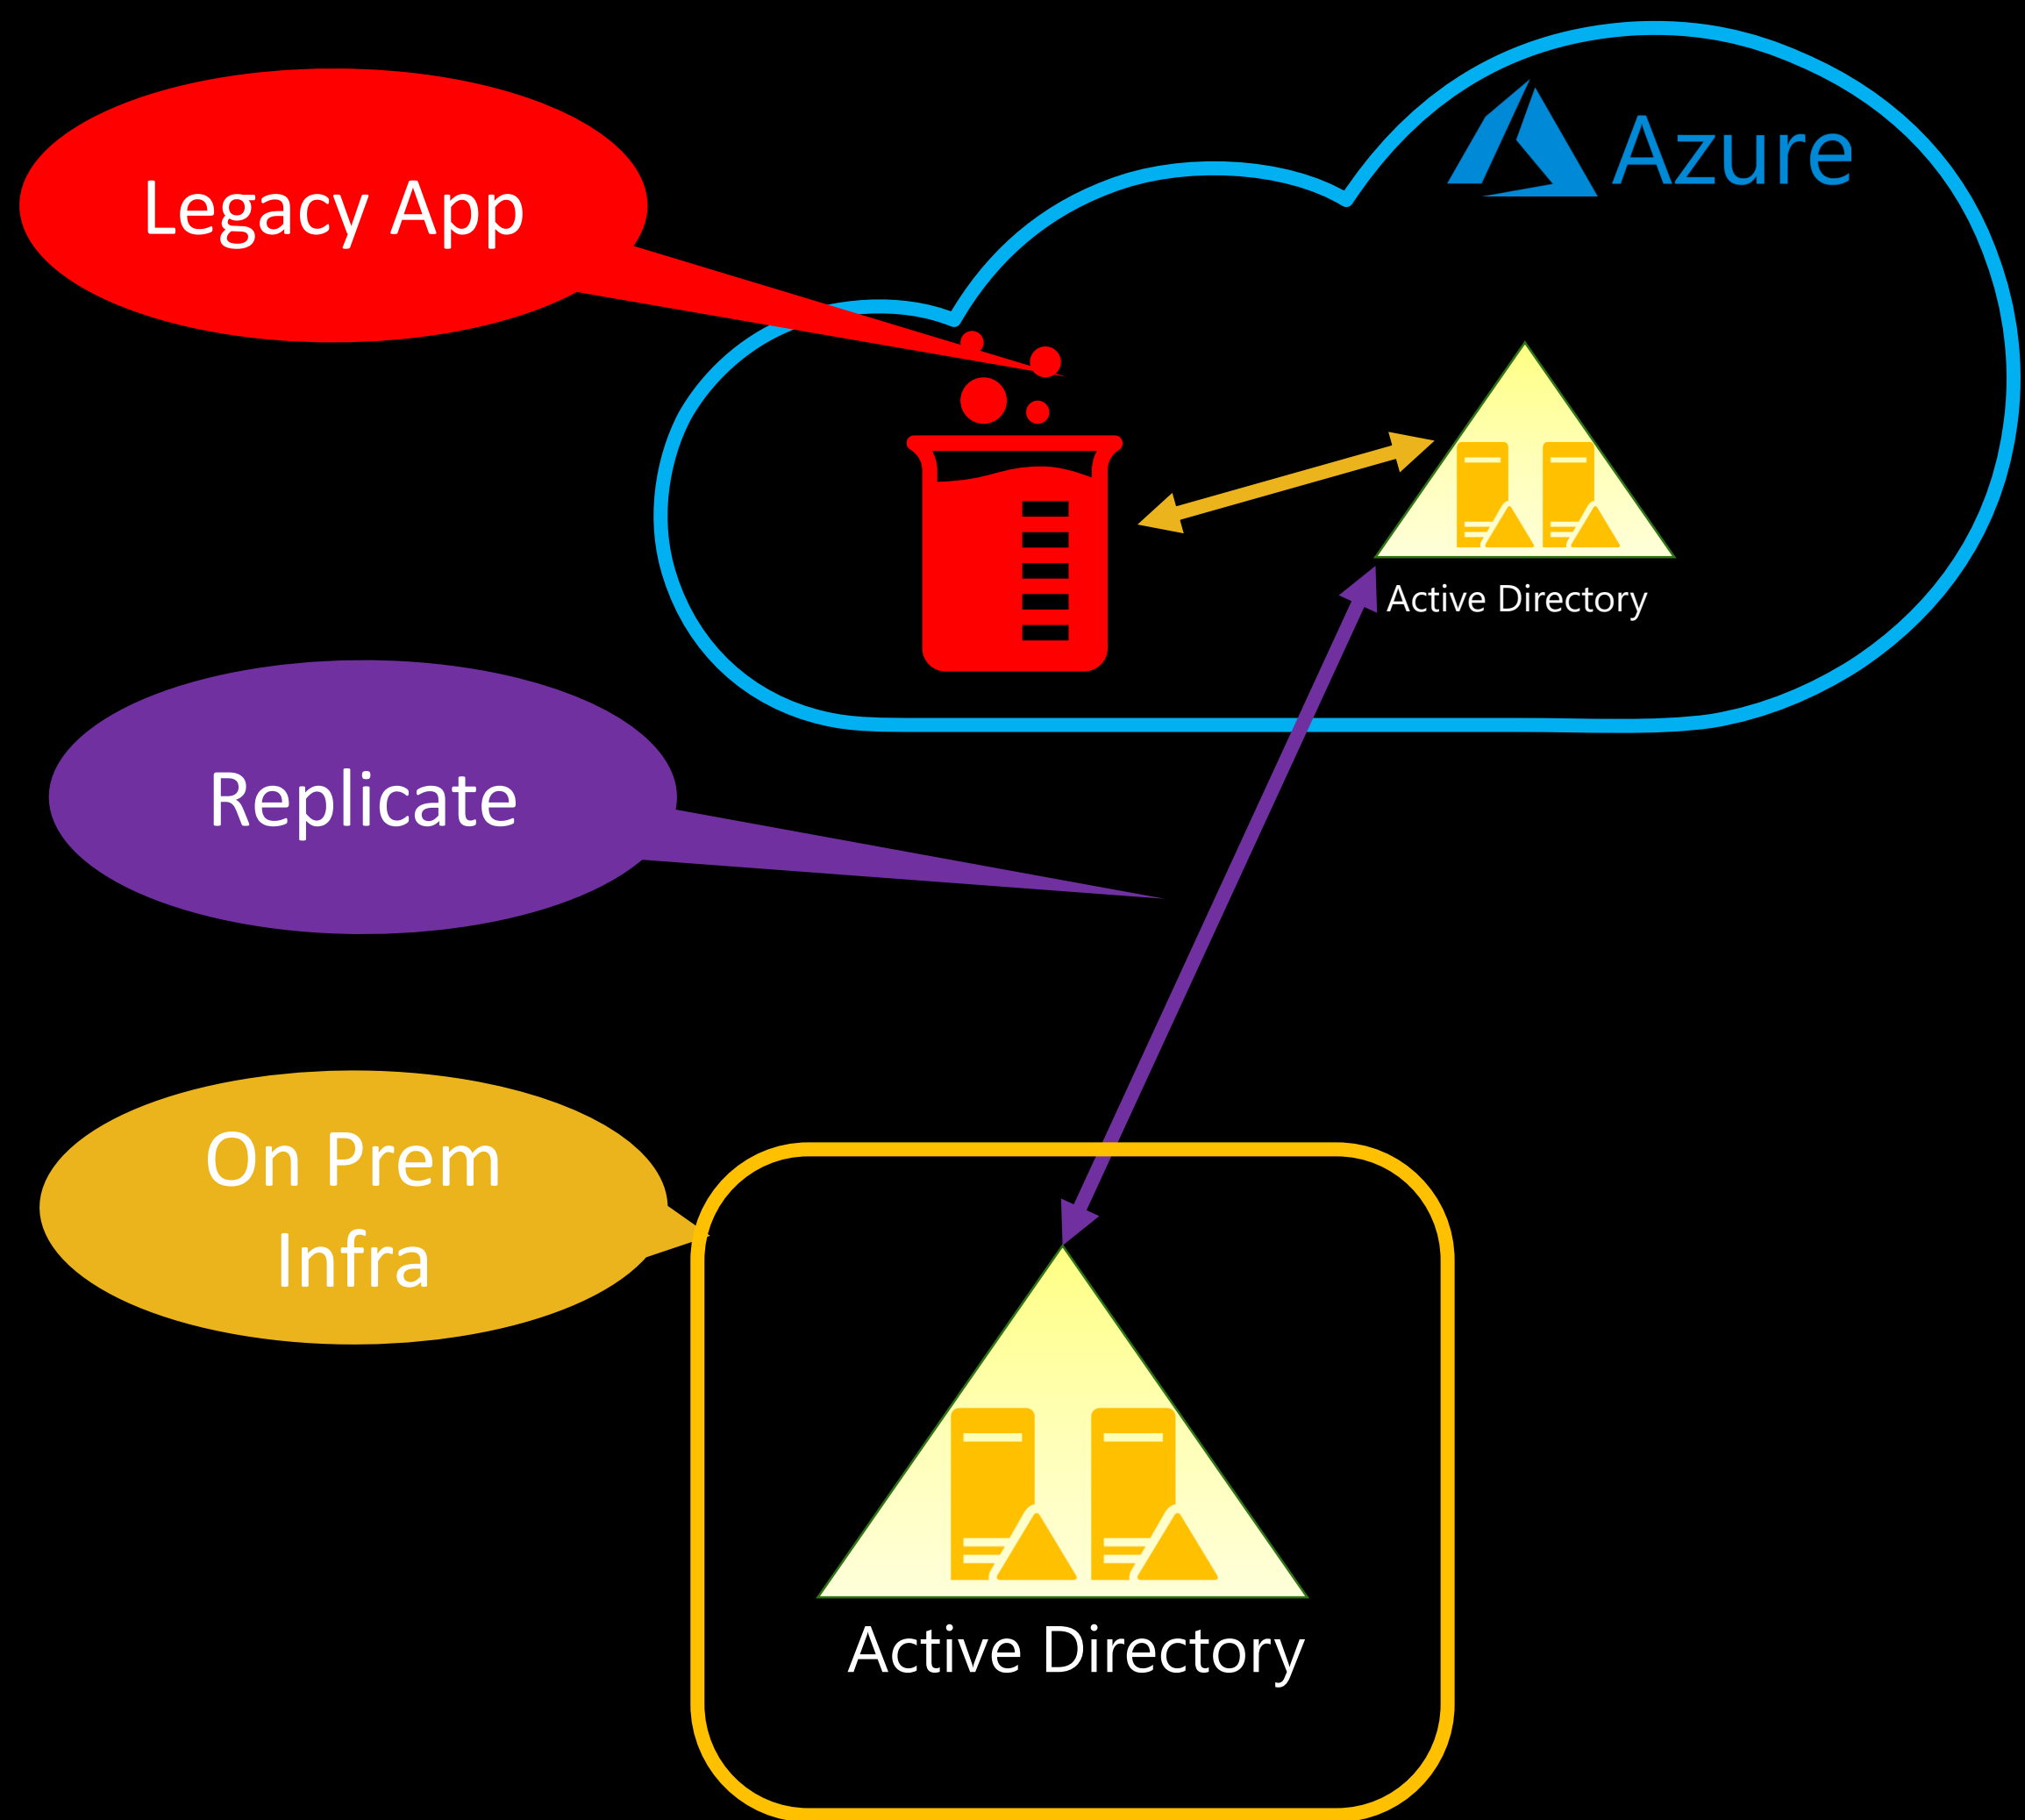 Azure
Legacy App
Active Directory
Replicate
On Prem
Infra
Active Directory